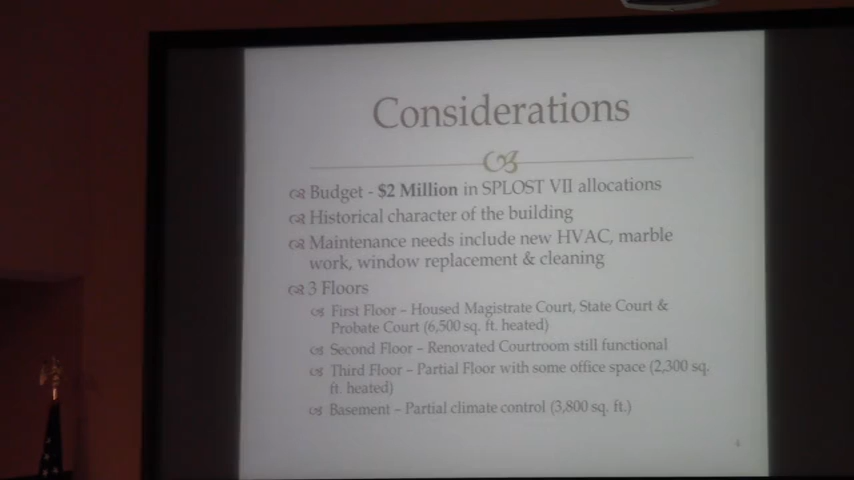 Considerations
Budget - $2 Million in SPLOST VII allocations
Historical character of the building
Maintenance needs include new HVAC, marble
work, window replacement & cleaning
3 Floors
First Floor – Housed Magistrate Court, State Court &
Probate Court (6,500 sq. ft. heated)
Second Floor – Renovated Courtroom still functional
Third Floor – Partial Floor with some office space (2,300 sq.
ft. heated)
Basement – Partial climate control (3,800 sq. ft.)